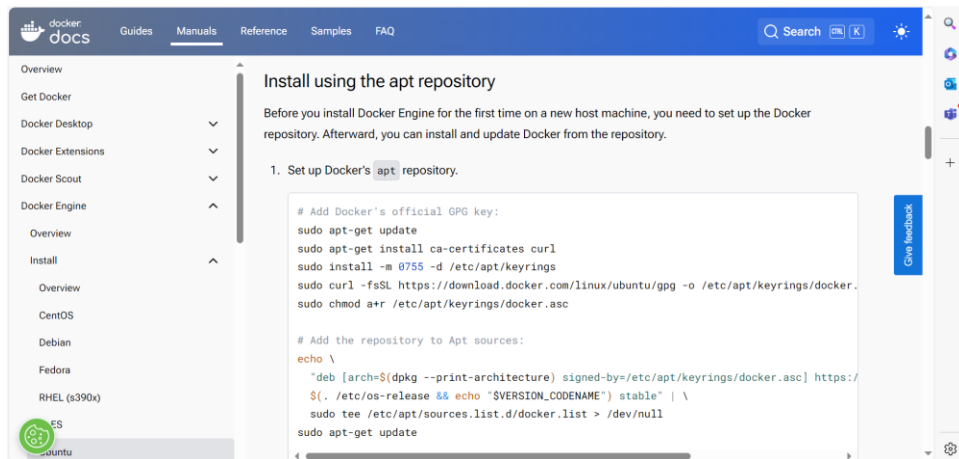 docker
docs
Guides
Manuals
Reference
Samples
FAQ
Search CTRL K
Overview
Get Docker
Docker Desktop
Docker Extensions
Docker Scout
Docker Engine
Overview
Install
Overview
CentOS
Debian
Fedora
RHEL (s390x)
ES
buntu
Install using the apt repository
Before you install Docker Engine for the first time on a new host machine, you need to set up the Docker
repository. Afterward, you can install and update Docker from the repository.
1. Set up Docker's apt repository.
# Add Docker's official GPG key:
sudo apt-get update
sudo apt-get install ca-certificates curl
sudo install -m 0755 -d /etc/apt/keyrings
sudo curl -fsSL https://download.docker.com/linux/ubuntu/gpg -o /etc/apt/keyrings/docker.
sudo chmod a+r /etc/apt/keyrings/docker.asc
# Add the repository to Apt sources:
echo \
"deb [arch=$(dpkg --print-architecture) signed-by=/etc/apt/keyrings/docker.asc] https:/
$(. /etc/os-release && echo "$VERSION_CODENAME") stable" | \
sudo tee /etc/apt/sources.list.d/docker.list > /dev/null
sudo apt-get update
Give feedback